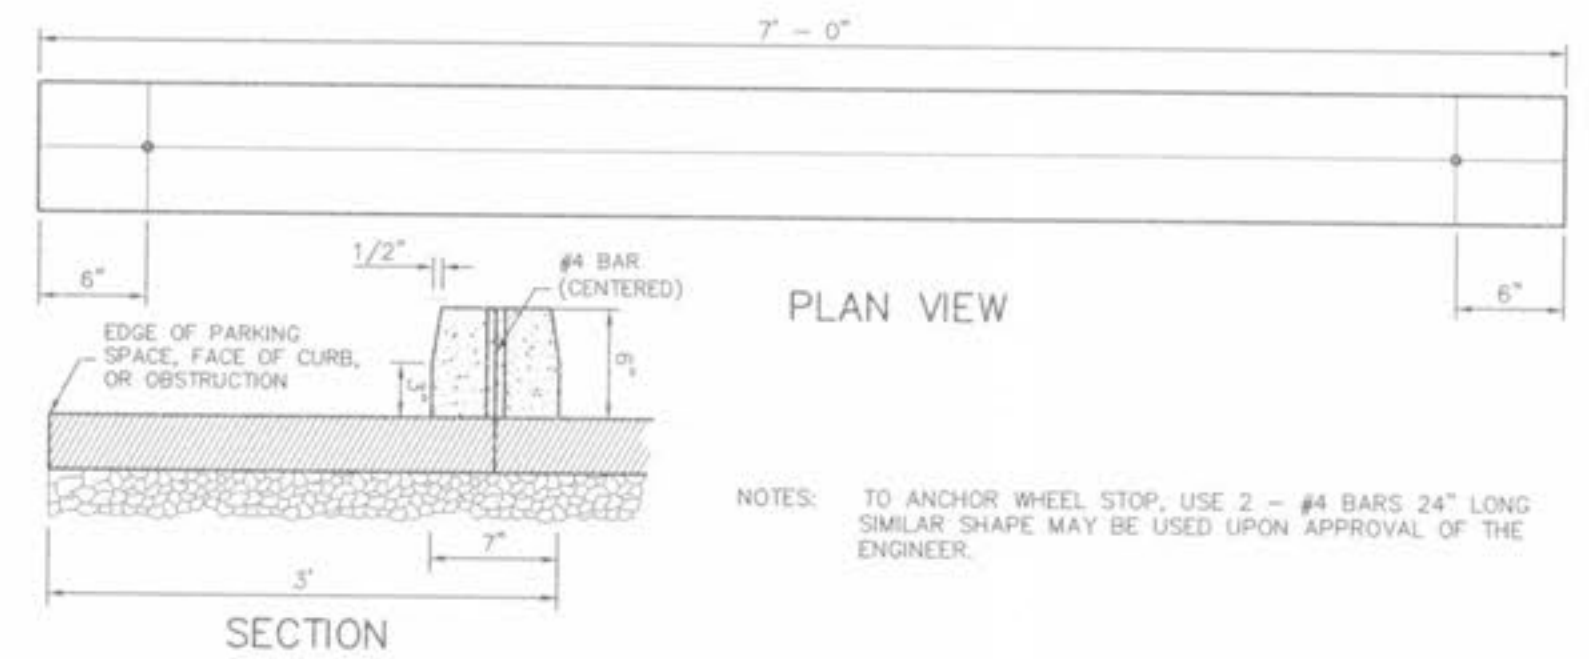 7' - 0"
1/2"
#4 BAR
(CENTERED)
6"
PLAN VIEW
6"
EDGE OF PARKING
SPACE, FACE OF CURB,
OR OBSTRUCTION
3"
6"
NOTES: TO ANCHOR WHEEL STOP, USE 2 - #4 BARS 24" LONG
SIMILAR SHAPE MAY BE USED UPON APPROVAL OF THE
ENGINEER.
7"
3'
SECTION